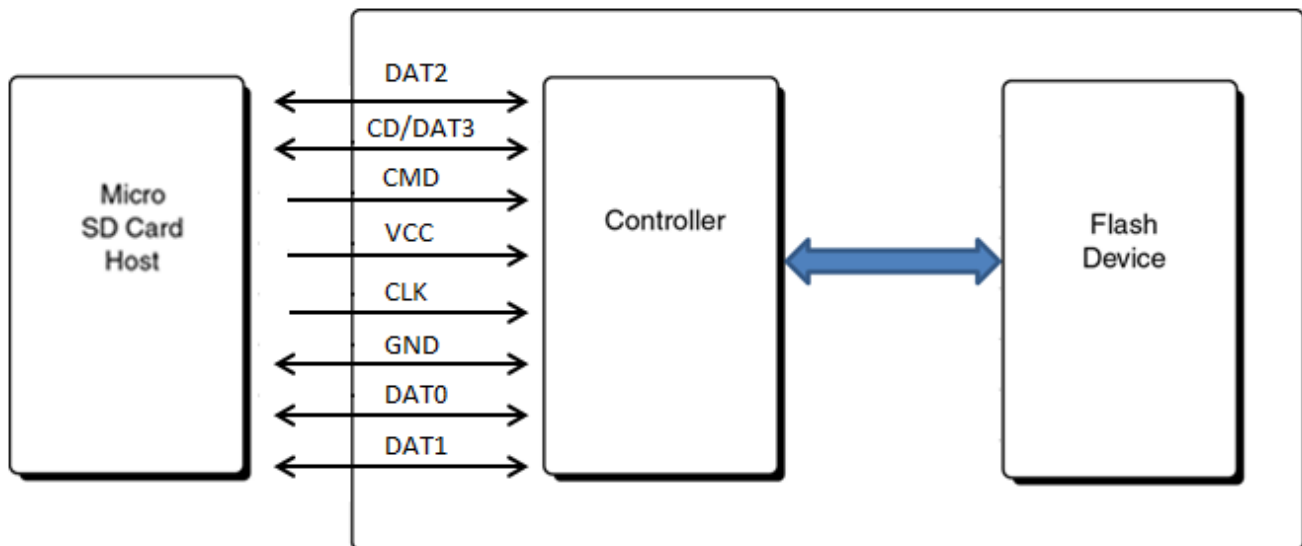 Micro
SD Card
Host
DAT2
CD/DAT3
CMD
VCC
CLK
GND
DAT0
DAT1
Controller
Flash
Device